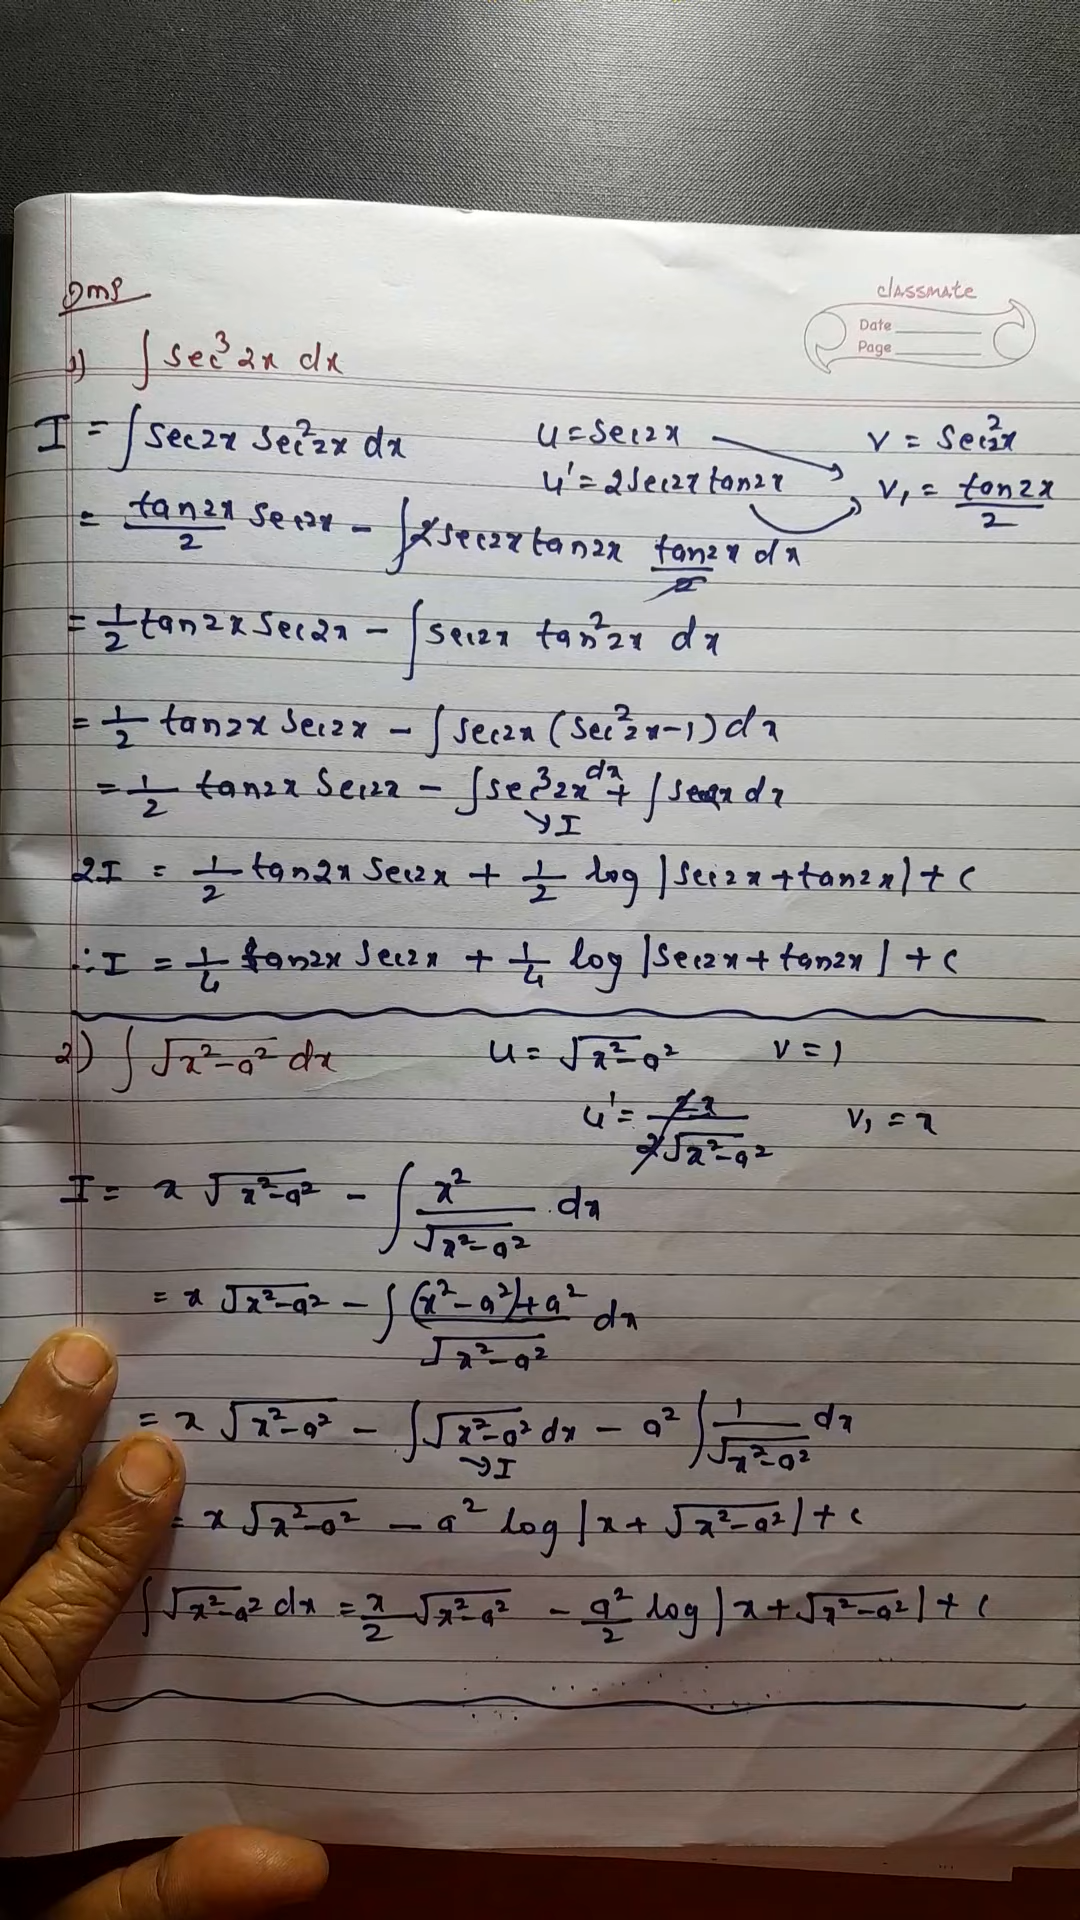 Omp
classmate
Date
Page
1) ∫ sec³ 2x dx
I = ∫ sec2x sec²2x dx   u = sec2x   v = sec²2x
u' = 2sec2x tan2x   v₁ = tan2x/2
= tan2x/2 sec2x - ∫ 2sec2x tan2x tan2x/2 dx
= 1/2 tan2x sec2x - ∫ sec2x tan²2x dx
= 1/2 tan2x sec2x - ∫ sec2x (sec²2x-1) dx
= 1/2 tan2x sec2x - ∫ sec³2x dx + ∫ sec2x dx
→ I
2I = 1/2 tan2x sec2x + 1/2 log |sec2x + tan2x| + c
∴ I = 1/4 tan2x sec2x + 1/4 log |sec2x + tan2x| + c
2) ∫ √(x²-a²) dx   u = √(x²-a²)   v = 1
u' = 2x/2√(x²-a²)   v₁ = x
I = x √(x²-a²) - ∫ x²/√(x²-a²) dx
= x √(x²-a²) - ∫ (x²-a²)+a²/√(x²-a²) dx
= x √(x²-a²) - ∫ √(x²-a²) dx - a² ∫ 1/√(x²-a²) dx
→ I
= x √(x²-a²) - a² log |x + √(x²-a²)| + c
∫ √(x²-a²) dx = x/2 √(x²-a²) - a²/2 log |x + √(x²-a²)| + c